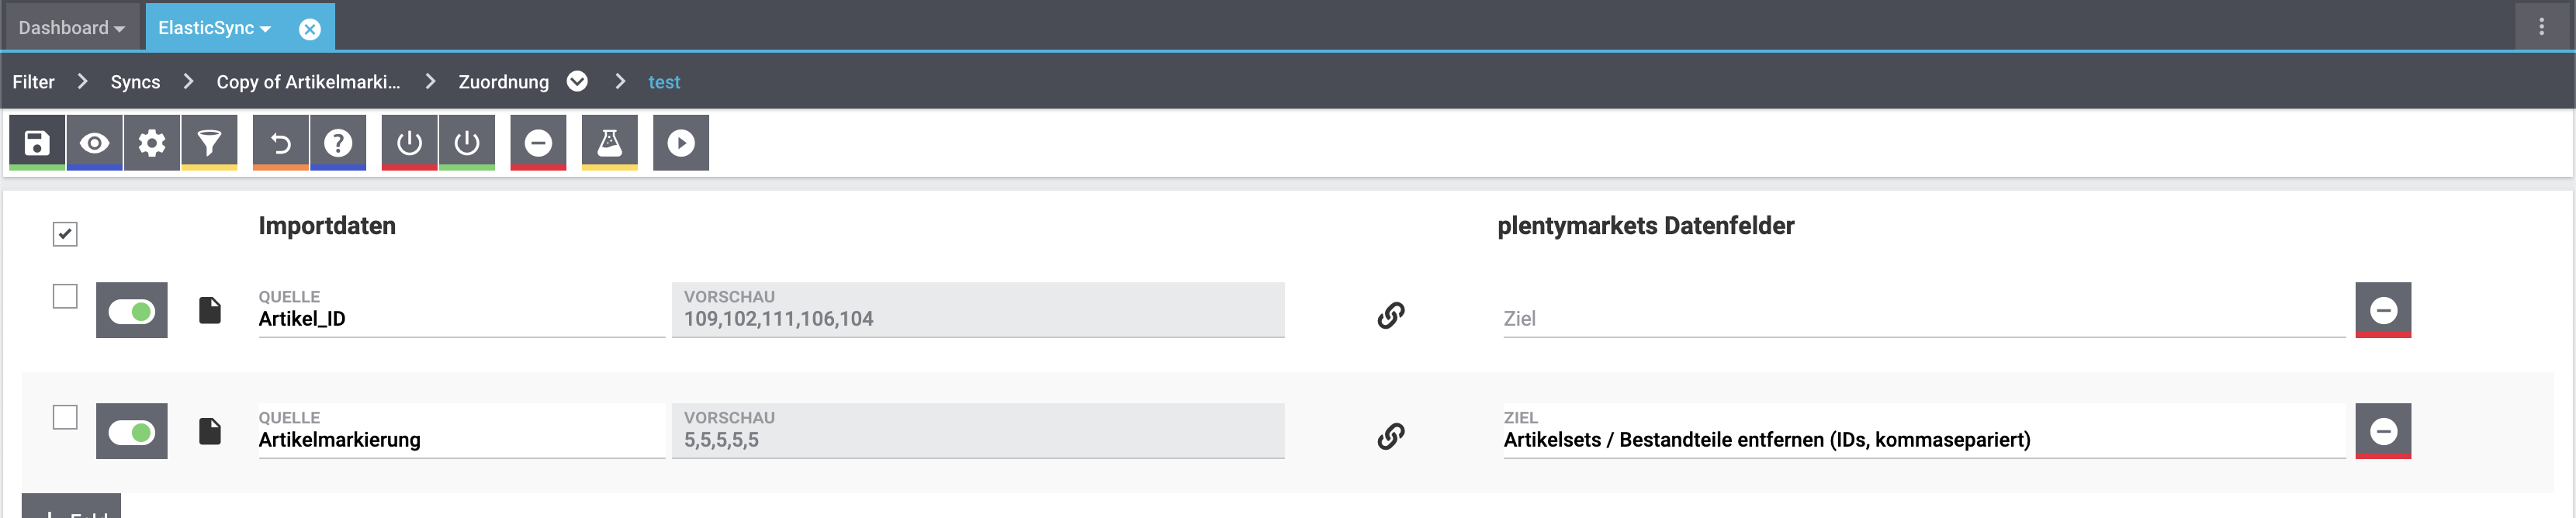 Dashboard ElasticSync
Filter Syncs Copy of Artikelmarki... Zuordnung test
Importdaten plentymarkets Datenfelder
QUELLE VORSCHAU
Artikel_ID 109,102,111,106,104 Ziel
QUELLE VORSCHAU ZIEL
Artikelmarkierung 5,5,5,5,5 Artikelsets / Bestandteile entfernen (IDs, kommasepariert)